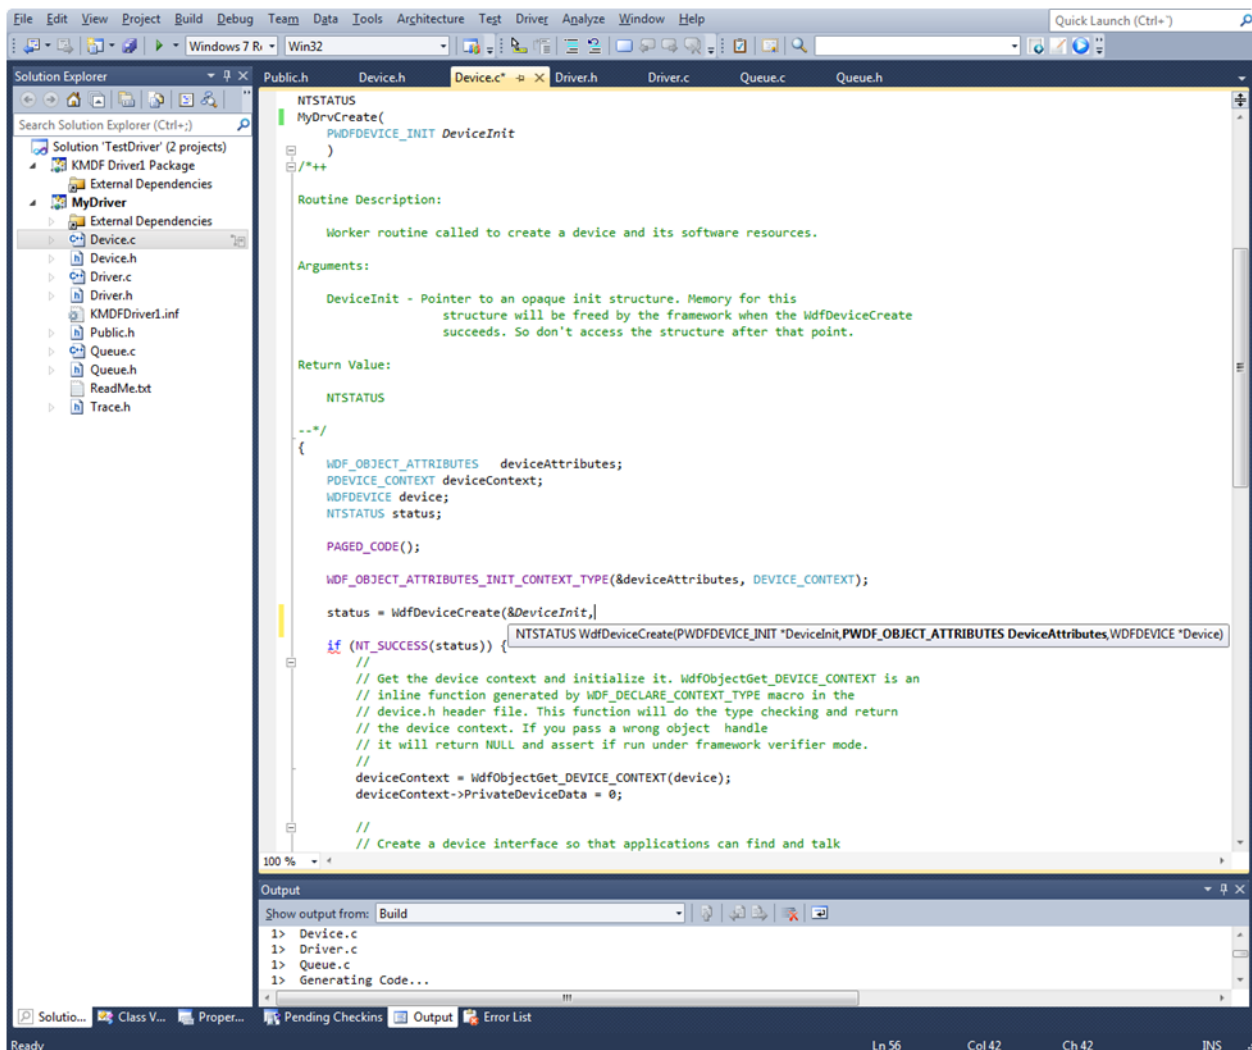 File Edit View Project Build Debug Team Data Tools Architecture Test Driver Analyze Window Help
Quick Launch (Ctrl+`)
Windows 7 R
Win32
Solution Explorer
Search Solution Explorer (Ctrl+;)
Solution 'TestDriver' (2 projects)
KMDF Driver1 Package
External Dependencies
MyDriver
External Dependencies
Device.c
Device.h
Driver.c
Driver.h
KMDFDriver1.inf
Public.h
Queue.c
Queue.h
ReadMe.txt
Trace.h
Public.h Device.h Device.c* Driver.h Driver.c Queue.c Queue.h
NTSTATUS
MyDrvCreate(
PWDFDEVICE_INIT DeviceInit
)
/*++
Routine Description:
Worker routine called to create a device and its software resources.
Arguments:
DeviceInit - Pointer to an opaque init structure. Memory for this
structure will be freed by the framework when the WdfDeviceCreate
succeeds. So don't access the structure after that point.
Return Value:
NTSTATUS
--*/
{
WDF_OBJECT_ATTRIBUTES deviceAttributes;
PDEVICE_CONTEXT deviceContext;
WDFDEVICE device;
NTSTATUS status;
PAGED_CODE();
WDF_OBJECT_ATTRIBUTES_INIT_CONTEXT_TYPE(&deviceAttributes, DEVICE_CONTEXT);
status = WdfDeviceCreate(&DeviceInit,
NTSTATUS WdfDeviceCreate(PWDFDEVICE_INIT *DeviceInit,PWDF_OBJECT_ATTRIBUTES DeviceAttributes,WDFDEVICE *Device)
if (NT_SUCCESS(status)) {
//
// Get the device context and initialize it. WdfObjectGet_DEVICE_CONTEXT is an
// inline function generated by WDF_DECLARE_CONTEXT_TYPE macro in the
// device.h header file. This function will do the type checking and return
// the device context. If you pass a wrong object handle
// it will return NULL and assert if run under framework verifier mode.
//
deviceContext = WdfObjectGet_DEVICE_CONTEXT(device);
deviceContext->PrivateDeviceData = 0;
//
// Create a device interface so that applications can find and talk
100 %
Output
Show output from: Build
1> Device.c
1> Driver.c
1> Queue.c
1> Generating Code...
Solutio... Class V... Proper... Pending Checkins Output Error List
Ready Ln 56 Col 42 Ch 42 INS